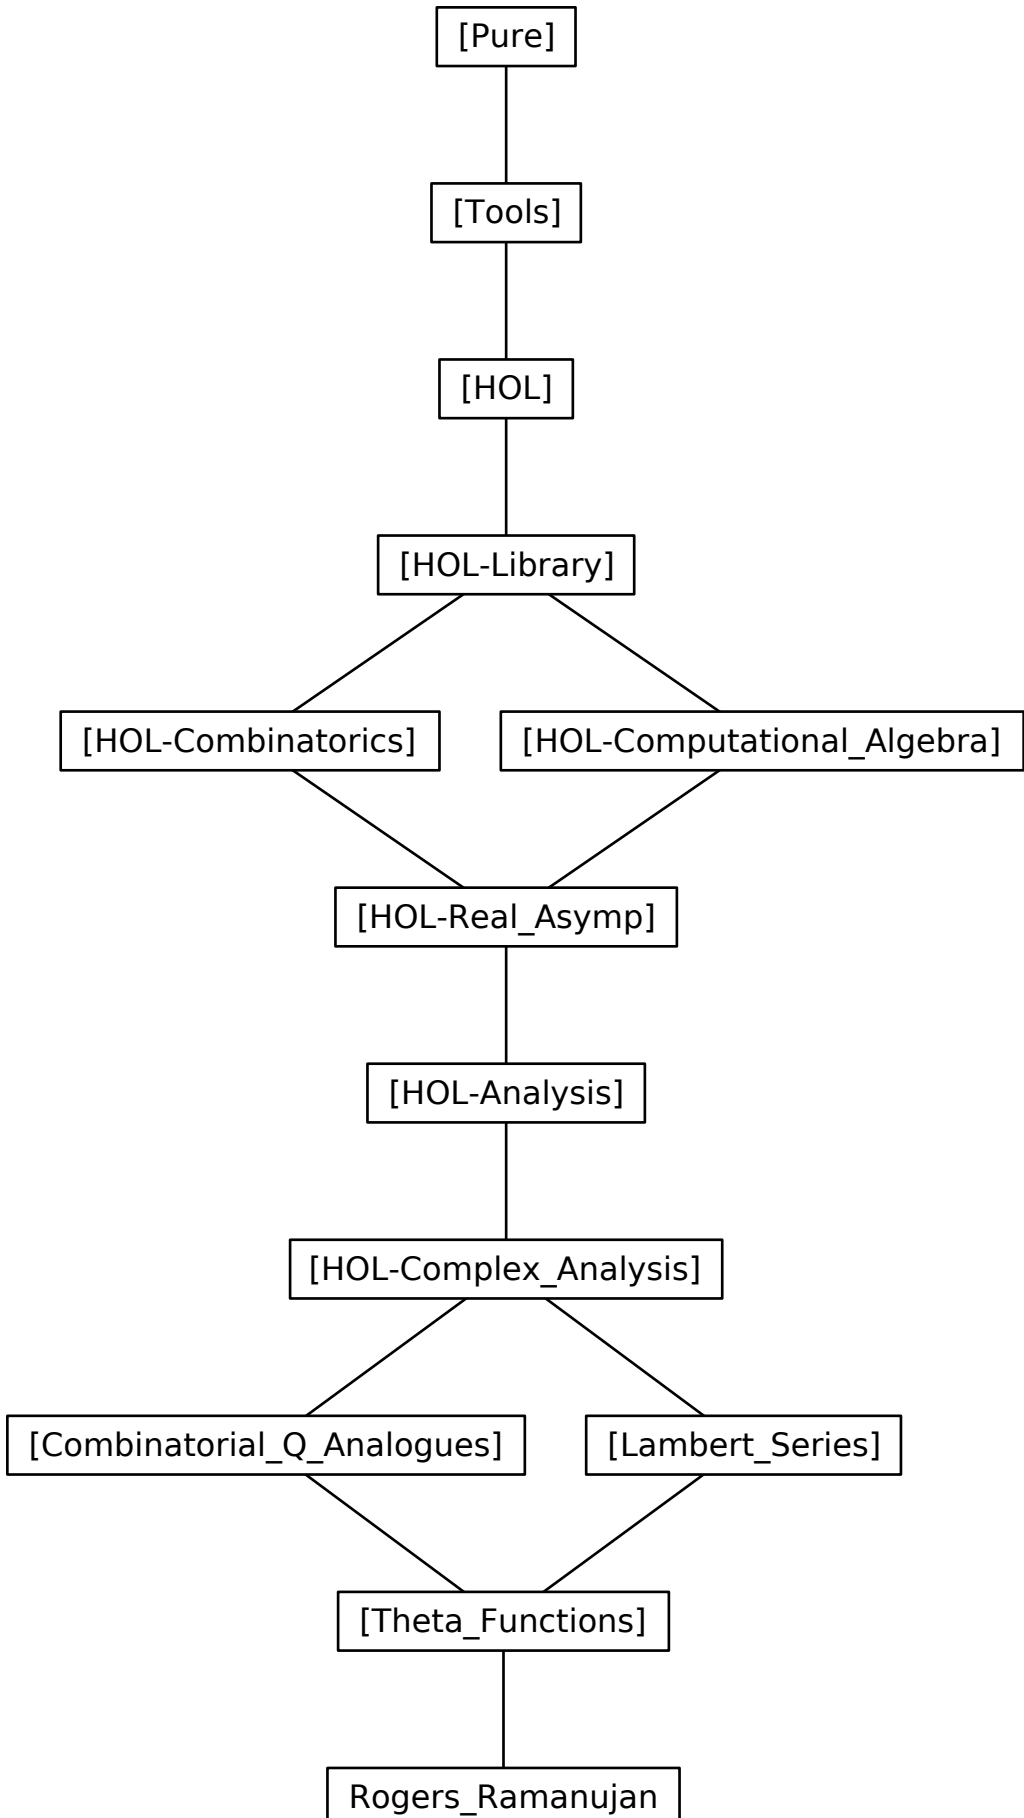 [Pure]
[Tools]
[HOL]
[HOL-Library]
[HOL-Combinatorics]
[HOL-Computational_Algebra]
[HOL-Real_Asymp]
[HOL-Analysis]
[HOL-Complex_Analysis]
[Combinatorial_Q_Analogues]
[Lambert_Series]
[Theta_Functions]
Rogers_Ramanujan